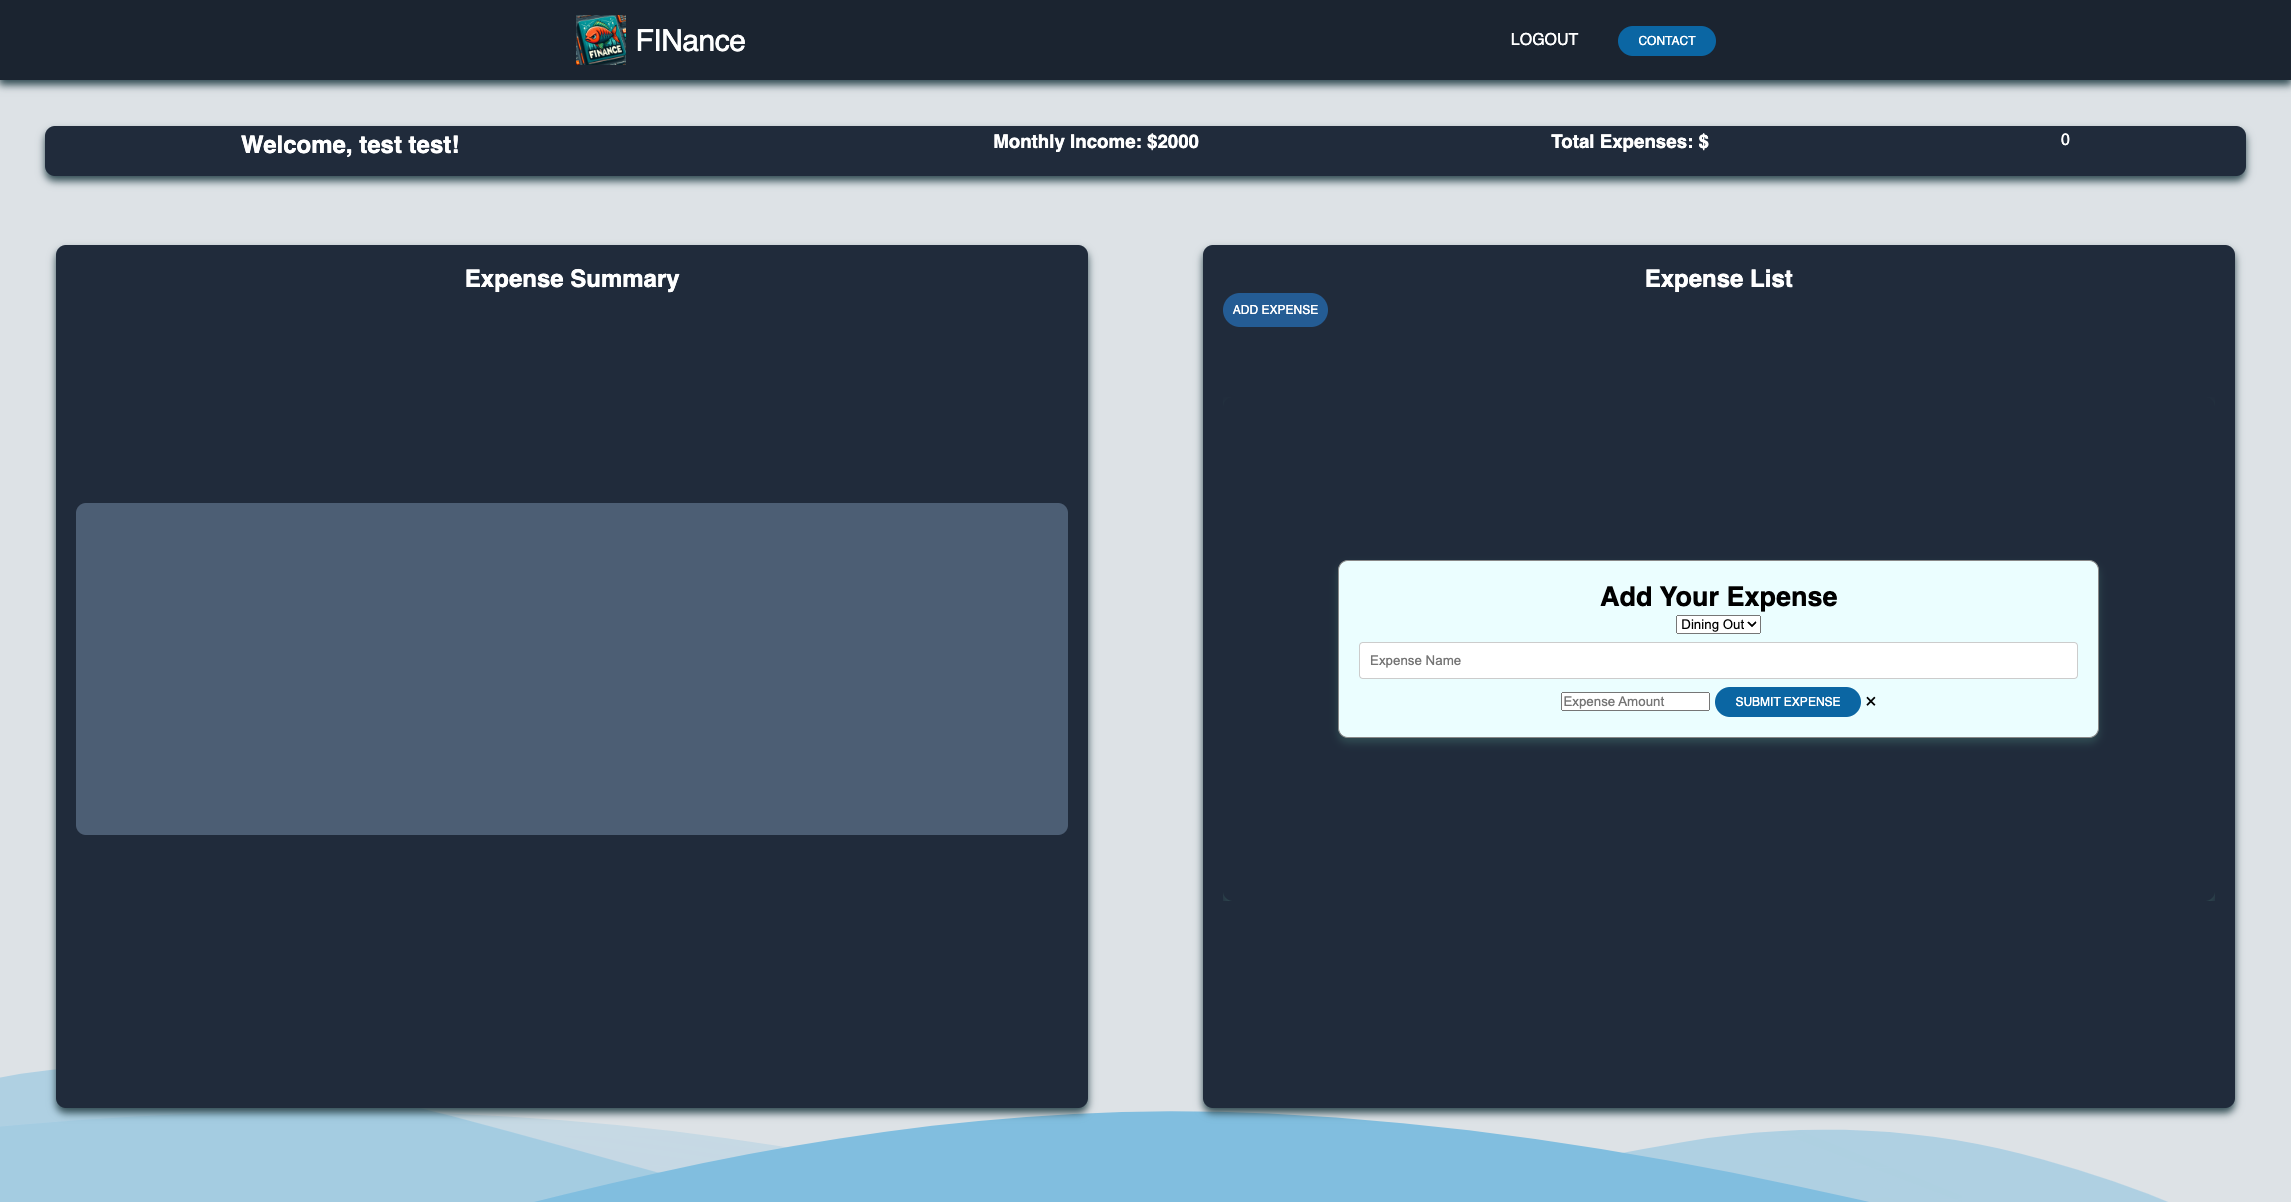 FINANCE
FINance
LOGOUT
CONTACT
Welcome, test test!
Monthly Income: $2000
Total Expenses: $
0
Expense Summary
Expense List
ADD EXPENSE
Add Your Expense
Dining Out
Expense Name
Expense Amount
SUBMIT EXPENSE
×